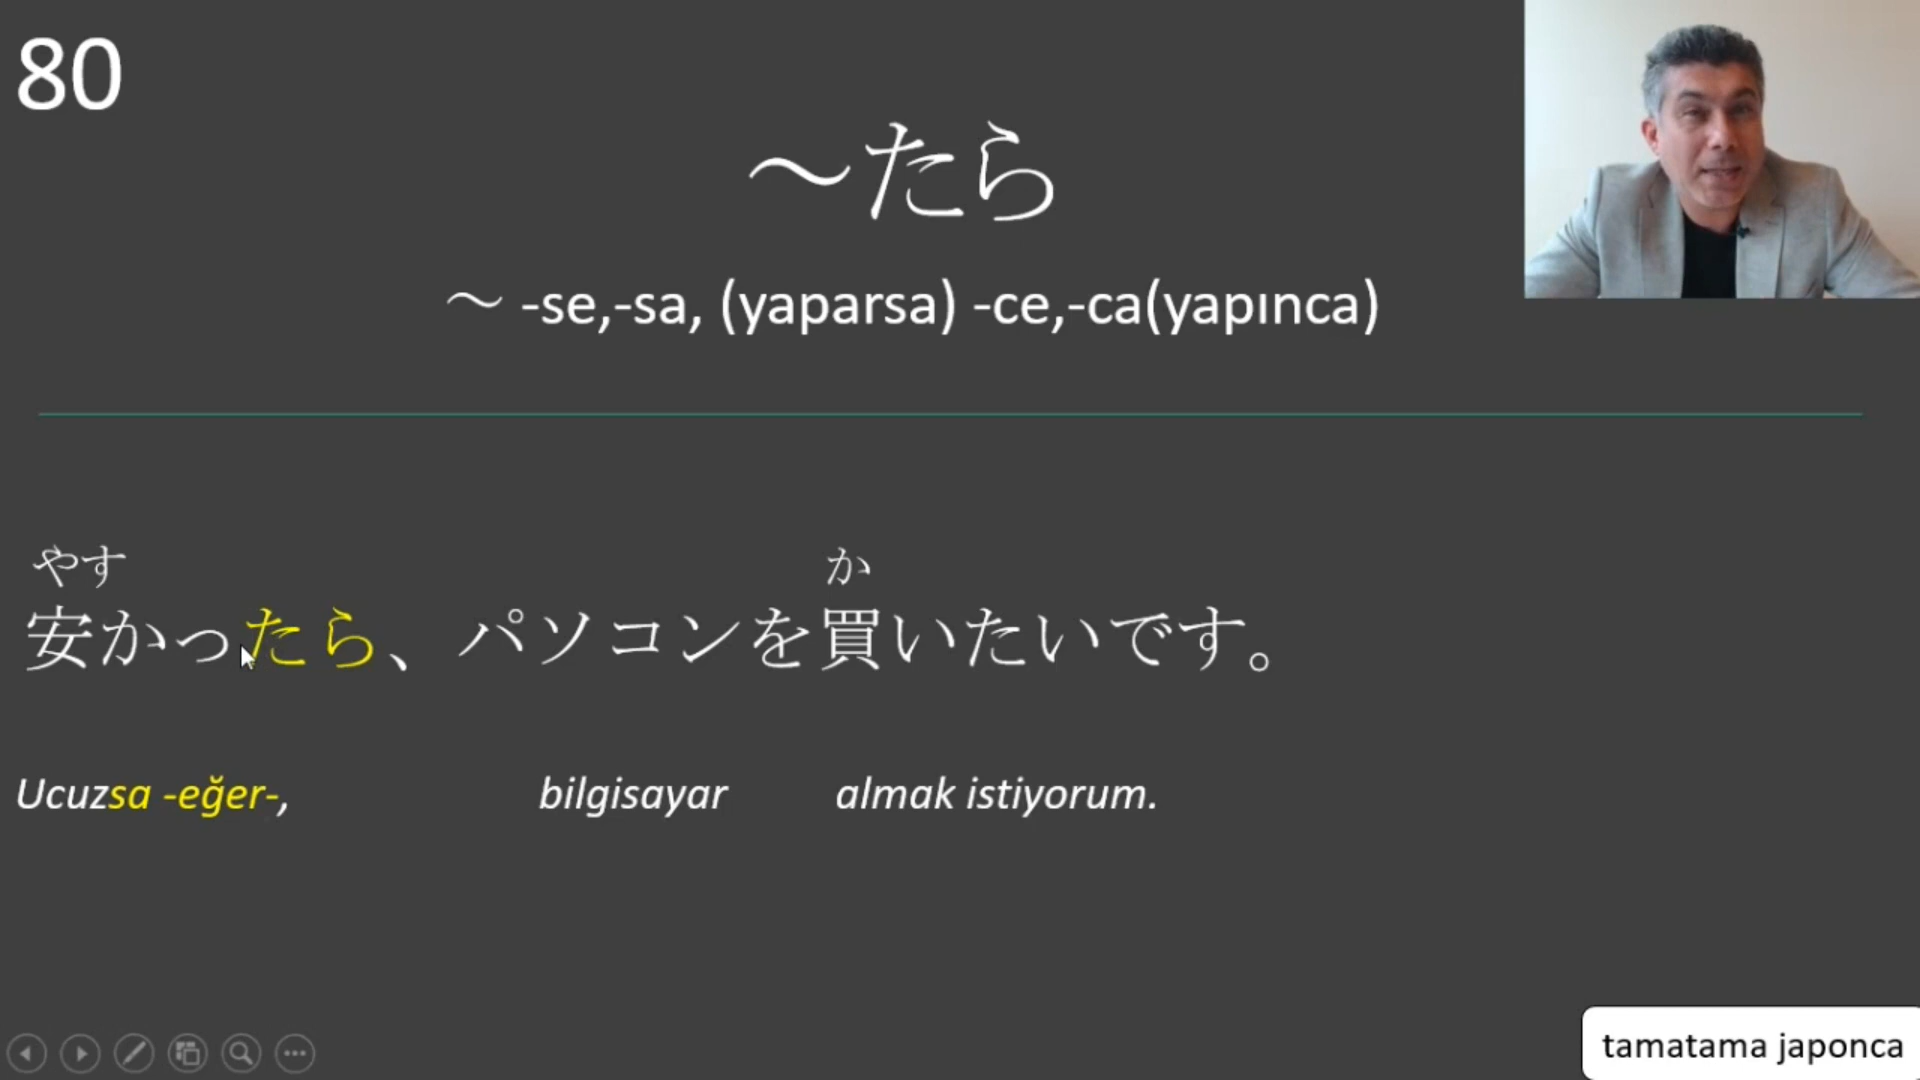 80
～たら
～ -se,-sa, (yaparsa) -ce,-ca(yapınca)
やす か
安かったら、パソコンを買いたいです。
Ucuzsa -eğer-, bilgisayar almak istiyorum.
tamatama japonca